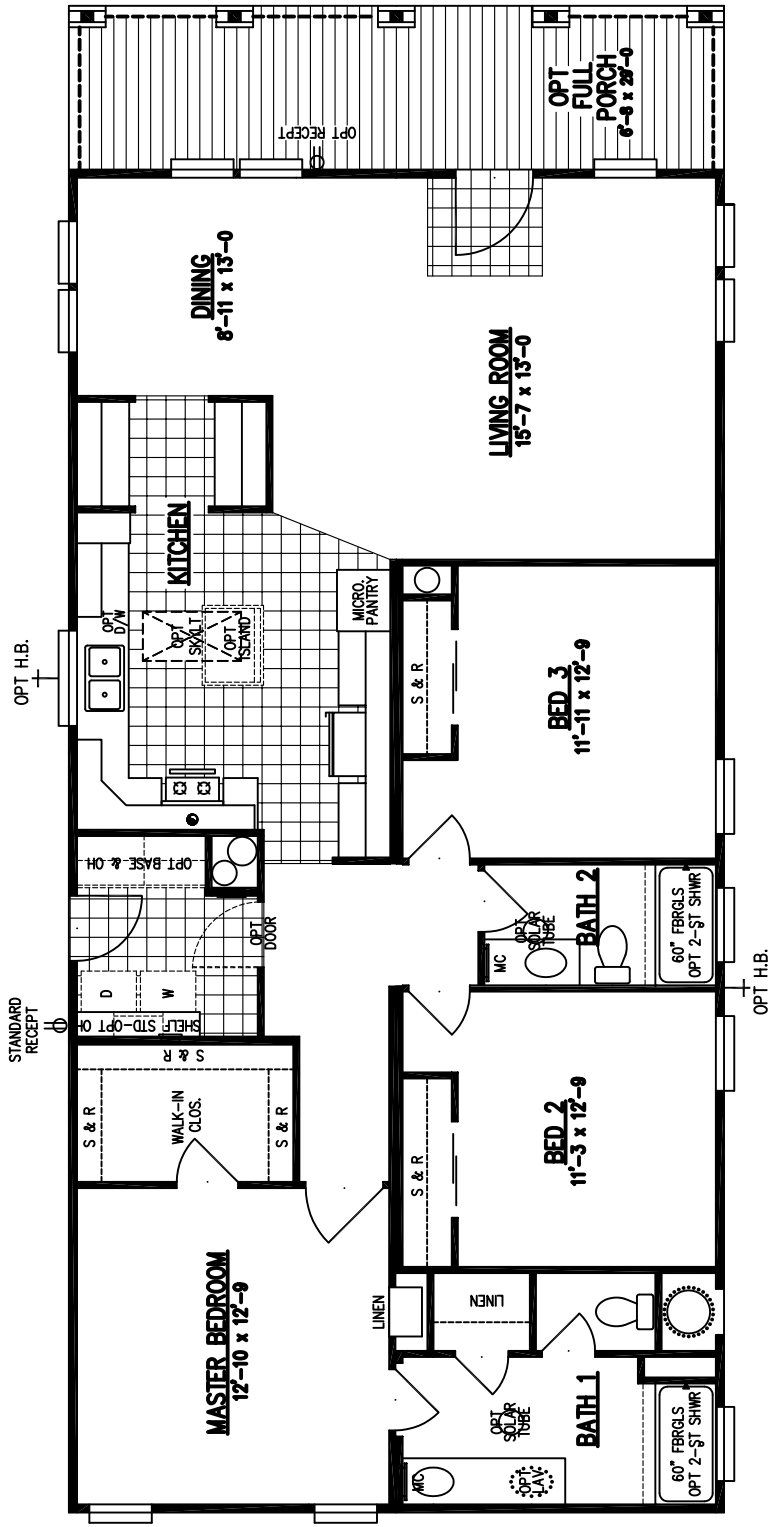 OPT
FULL
PORCH
6'-8 x 29'-0
OPT RECEPT
DINING
8'-11 x 13'-0
LIVING ROOM
15'-7 x 13'-0
KITCHEN
OPT H.B.
OPT
D/W
OPT
SKYLT
OPT
ISLAND
MICRO.
PANTRY
S & R
BED 3
11'-11 x 12'-9
OPT BASE & OH
OPT
DOOR
D
W
SHELF STD-OPT OH
STANDARD
RECEPT
MC
OPT
SOLAR
TUBE
BATH 2
60" FBRGLS
OPT 2-ST SHWR
OPT H.B.
S & R
S & R
WALK-IN
CLOS.
S & R
S & R
BED 2
11'-3 x 12'-9
MASTER BEDROOM
12'-10 x 12'-9
LINEN
LINEN
OPT
SOLAR
TUBE
BATH 1
MC
OPT
LAV
60" FBRGLS
OPT 2-ST SHWR